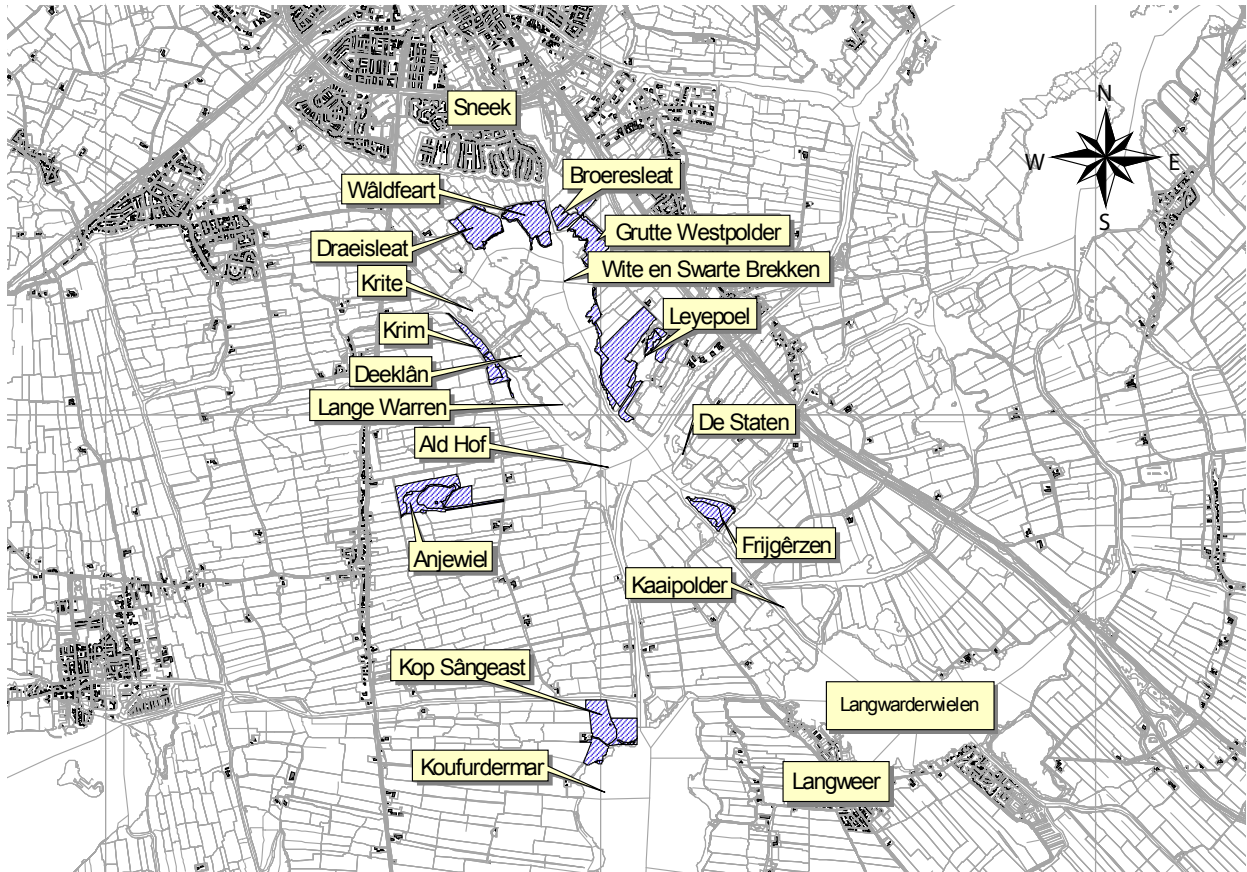 Sneek
N
W
E
S
Broeresleat
Wâldfeart
Grutte Westpolder
Draeisleat
Wite en Swarte Brekken
Krite
Leyepoel
Krim
Deeklân
Lange Warren
De Staten
Ald Hof
Frijgêrzen
Anjewiel
Kaaipolder
Kop Sângeast
Langwarderwielen
Koufurdermar
Langweer